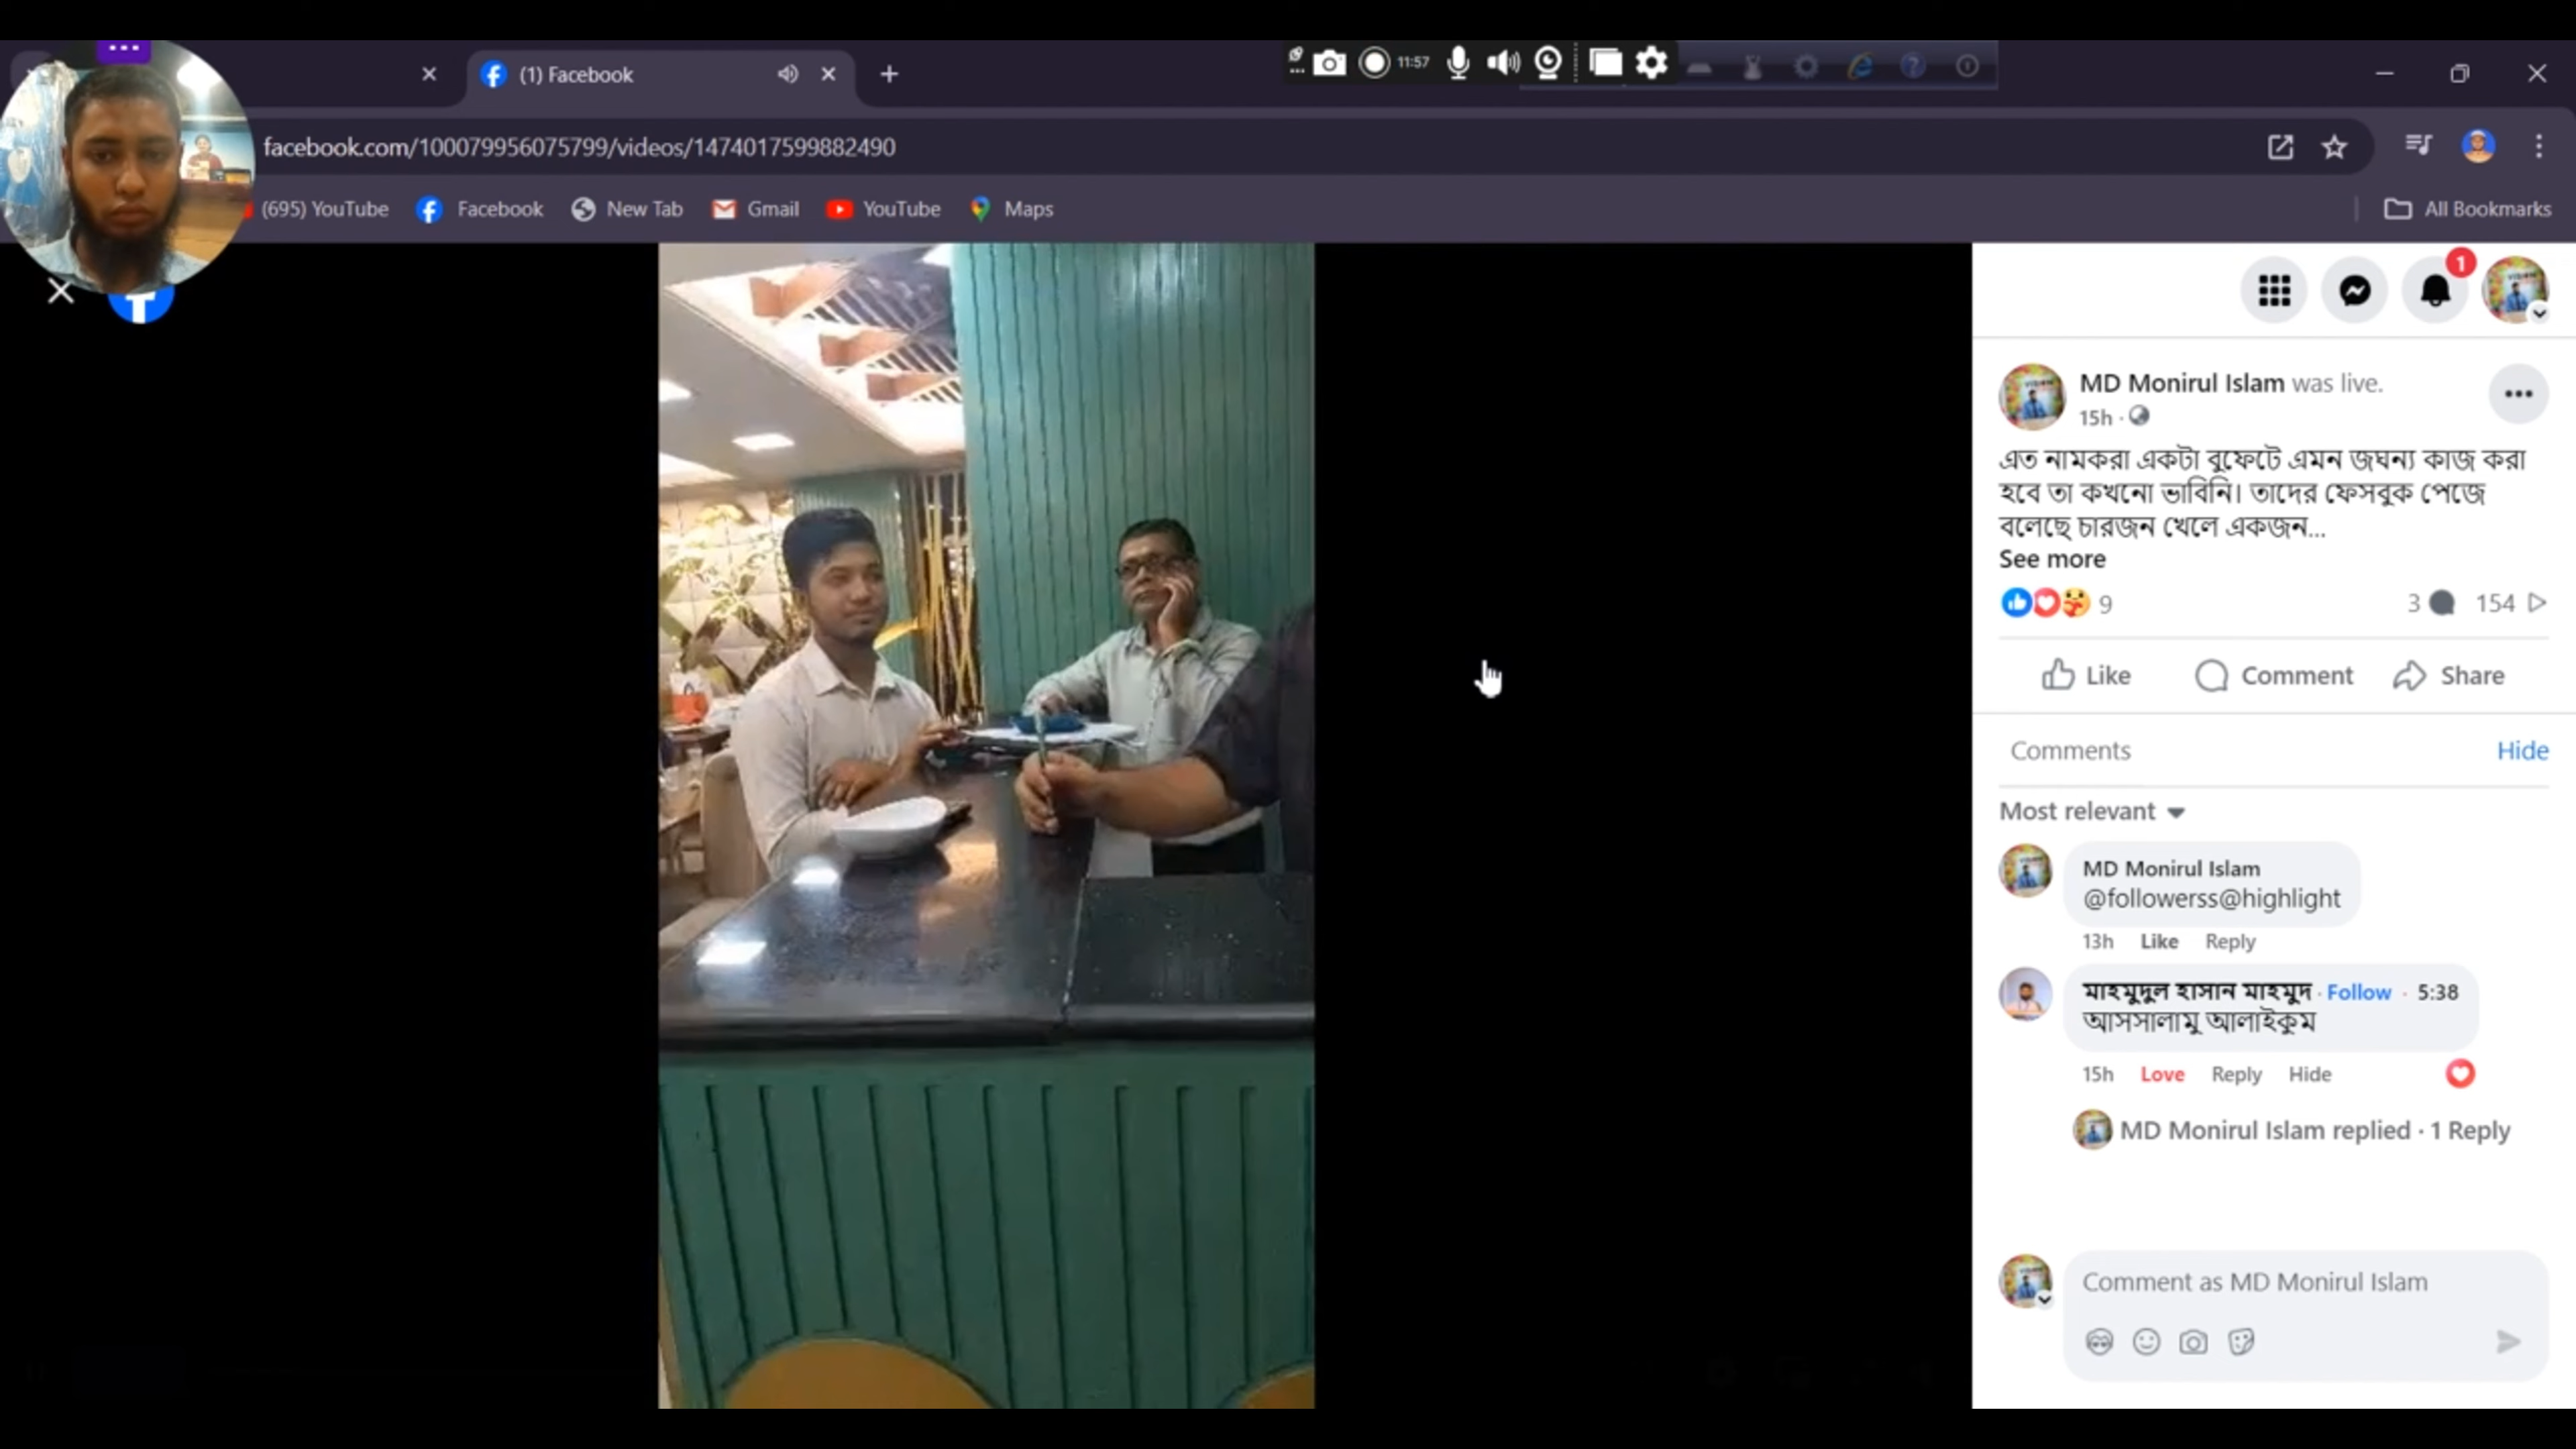 (1) Facebook
11:57
facebook.com/100079956075799/videos/1474017599882490
(695) YouTube
Facebook
New Tab
Gmail
YouTube
Maps
All Bookmarks
1
MD Monirul Islam was live.
15h ·
এত নামকরা একটা বুফেটে এমন জঘন্য কাজ করা
হবে তা কখনো ভাবিনি। তাদের ফেসবুক পেজে
বলেছে চারজন খেলে একজন...
See more
9
3
154
Like
Comment
Share
Comments
Hide
Most relevant
MD Monirul Islam
@followerss@highlight
13h Like Reply
মাহমুদুল হাসান মাহমুদ · Follow · 5:38
আসসালামু আলাইকুম
15h Love Reply Hide
MD Monirul Islam replied · 1 Reply
Comment as MD Monirul Islam